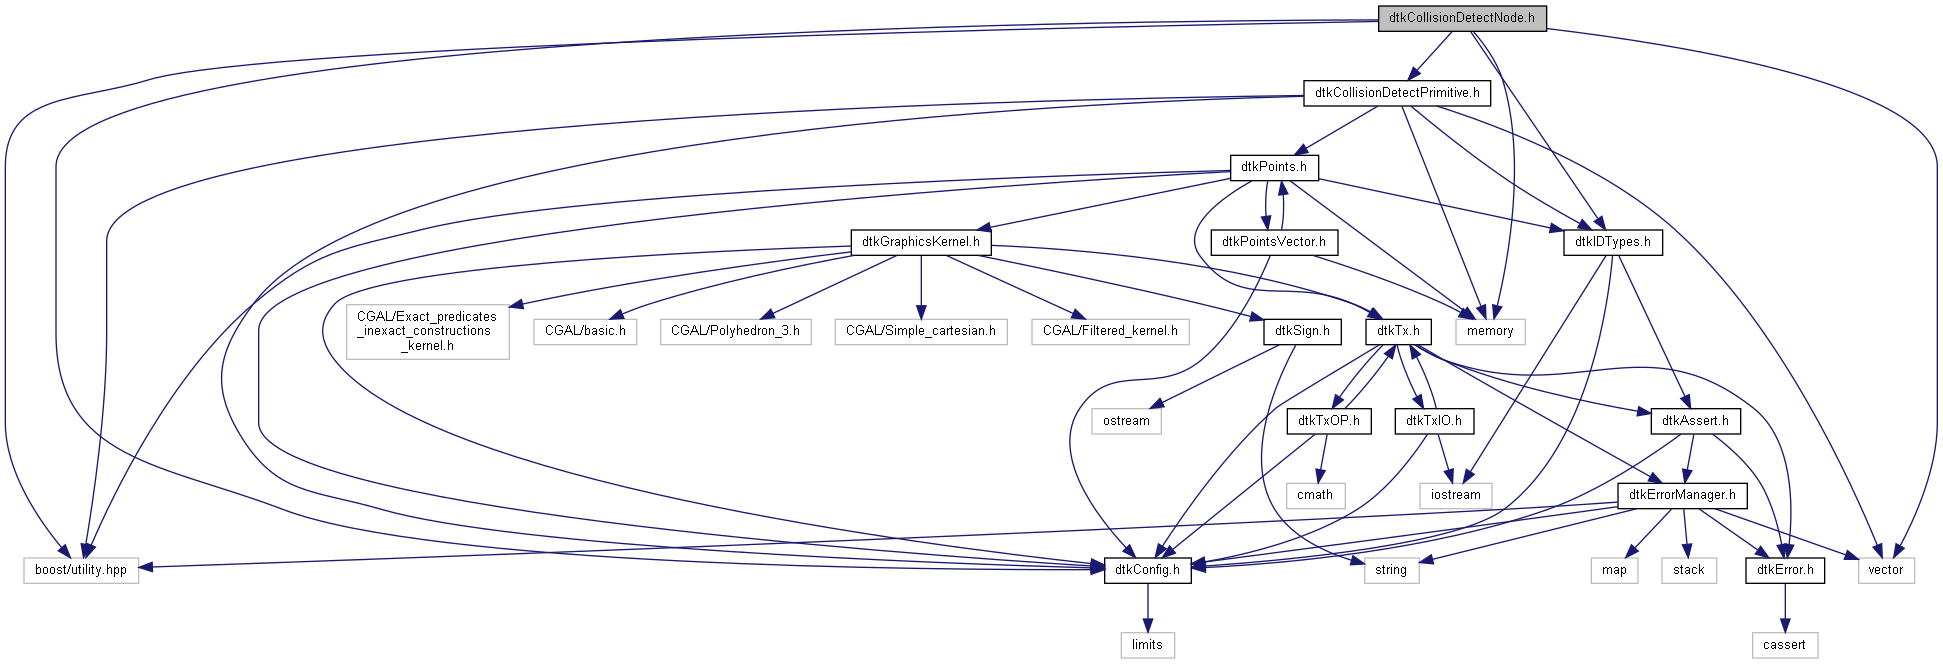 dtkCollisionDetectNode.h
dtkCollisionDetectPrimitive.h
dtkPoints.h
dtkGraphicsKernel.h
dtkPointsVector.h
dtkIDTypes.h
CGAL/Exact_predicates
_inexact_constructions
_kernel.h
CGAL/basic.h
CGAL/Polyhedron_3.h
CGAL/Simple_cartesian.h
CGAL/Filtered_kernel.h
dtkSign.h
dtkTx.h
memory
ostream
dtkTxOP.h
dtkTxIO.h
dtkAssert.h
cmath
iostream
dtkErrorManager.h
boost/utility.hpp
dtkConfig.h
string
map
stack
dtkError.h
vector
limits
cassert